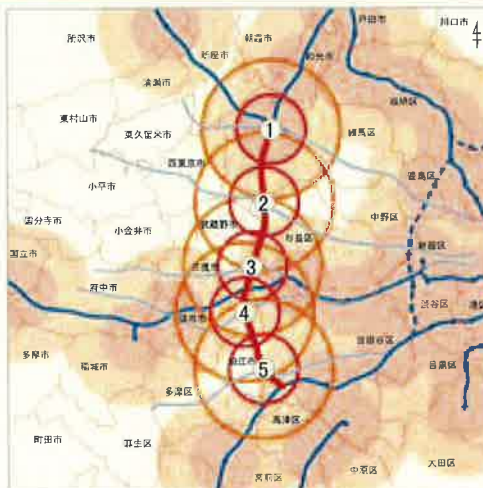 所沢市
新座市
朝霞市
和光市
戸田市
川口市
清瀬市
板橋区
東村山市
東久留米市
1
練馬区
西東京市
豊島区
小平市
2
中野区
国分寺市
小金井市
武蔵野市
杉並区
新宿区
国立市
三鷹市
3
府中市
渋谷区
調布市
4
世田谷区
多摩市
稲城市
狛江市
5
目黒区
多摩区
高津区
町田市
麻生区
宮前区
中原区
大田区